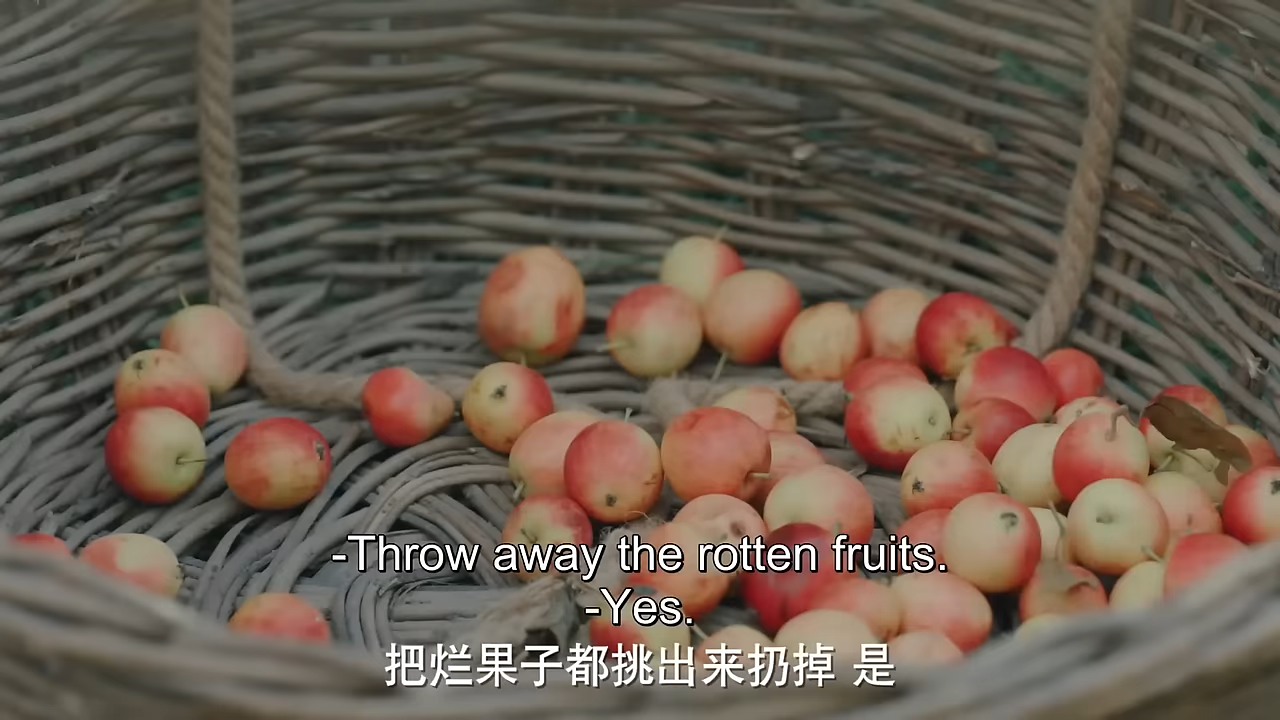 -Throw away the rotten fruits.
-Yes.
把烂果子都挑出来扔掉 是